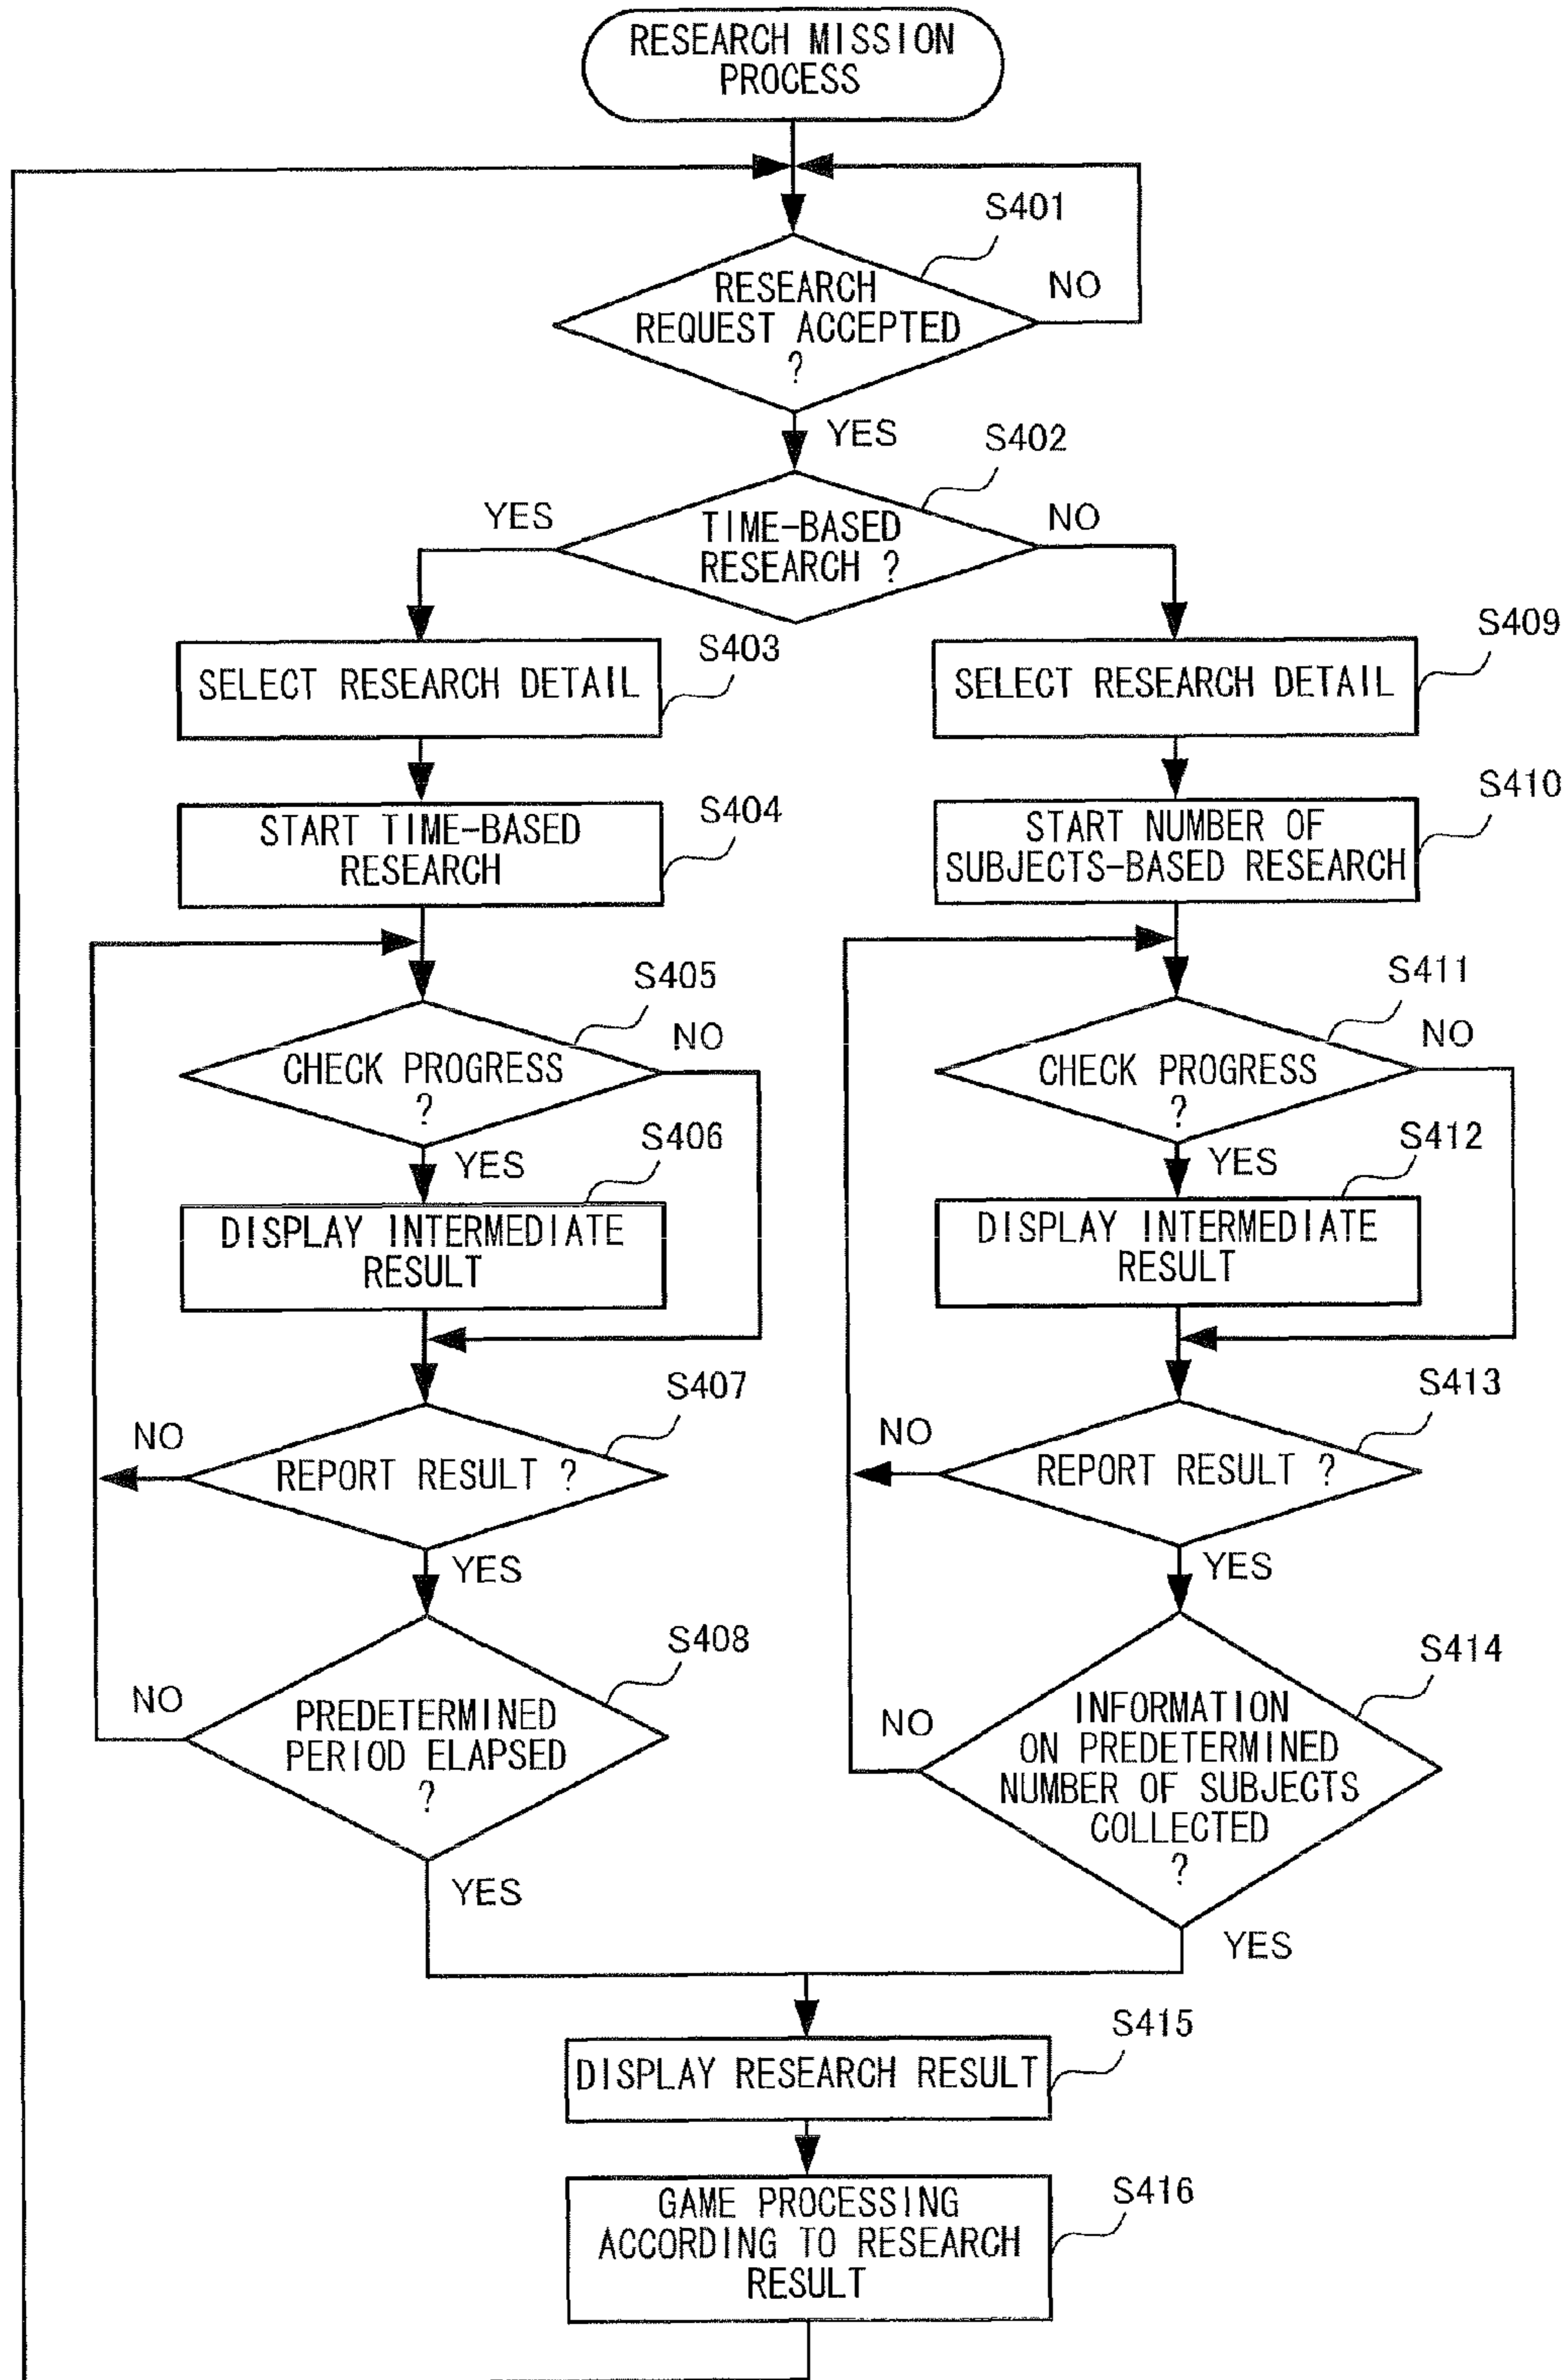 RESEARCH MISSION
PROCESS
S401
RESEARCH
REQUEST ACCEPTED
?
NO
YES
S402
TIME-BASED
RESEARCH ?
YES
NO
S403
SELECT RESEARCH DETAIL
S404
START TIME-BASED
RESEARCH
S405
CHECK PROGRESS
?
NO
YES
S406
DISPLAY INTERMEDIATE
RESULT
S407
REPORT RESULT ?
NO
YES
S408
PREDETERMINED
PERIOD ELAPSED
?
NO
YES
S409
SELECT RESEARCH DETAIL
S410
START NUMBER OF
SUBJECTS-BASED RESEARCH
S411
CHECK PROGRESS
?
NO
YES
S412
DISPLAY INTERMEDIATE
RESULT
S413
REPORT RESULT ?
NO
YES
S414
INFORMATION
ON PREDETERMINED
NUMBER OF SUBJECTS
COLLECTED
?
NO
YES
S415
DISPLAY RESEARCH RESULT
S416
GAME PROCESSING
ACCORDING TO RESEARCH
RESULT